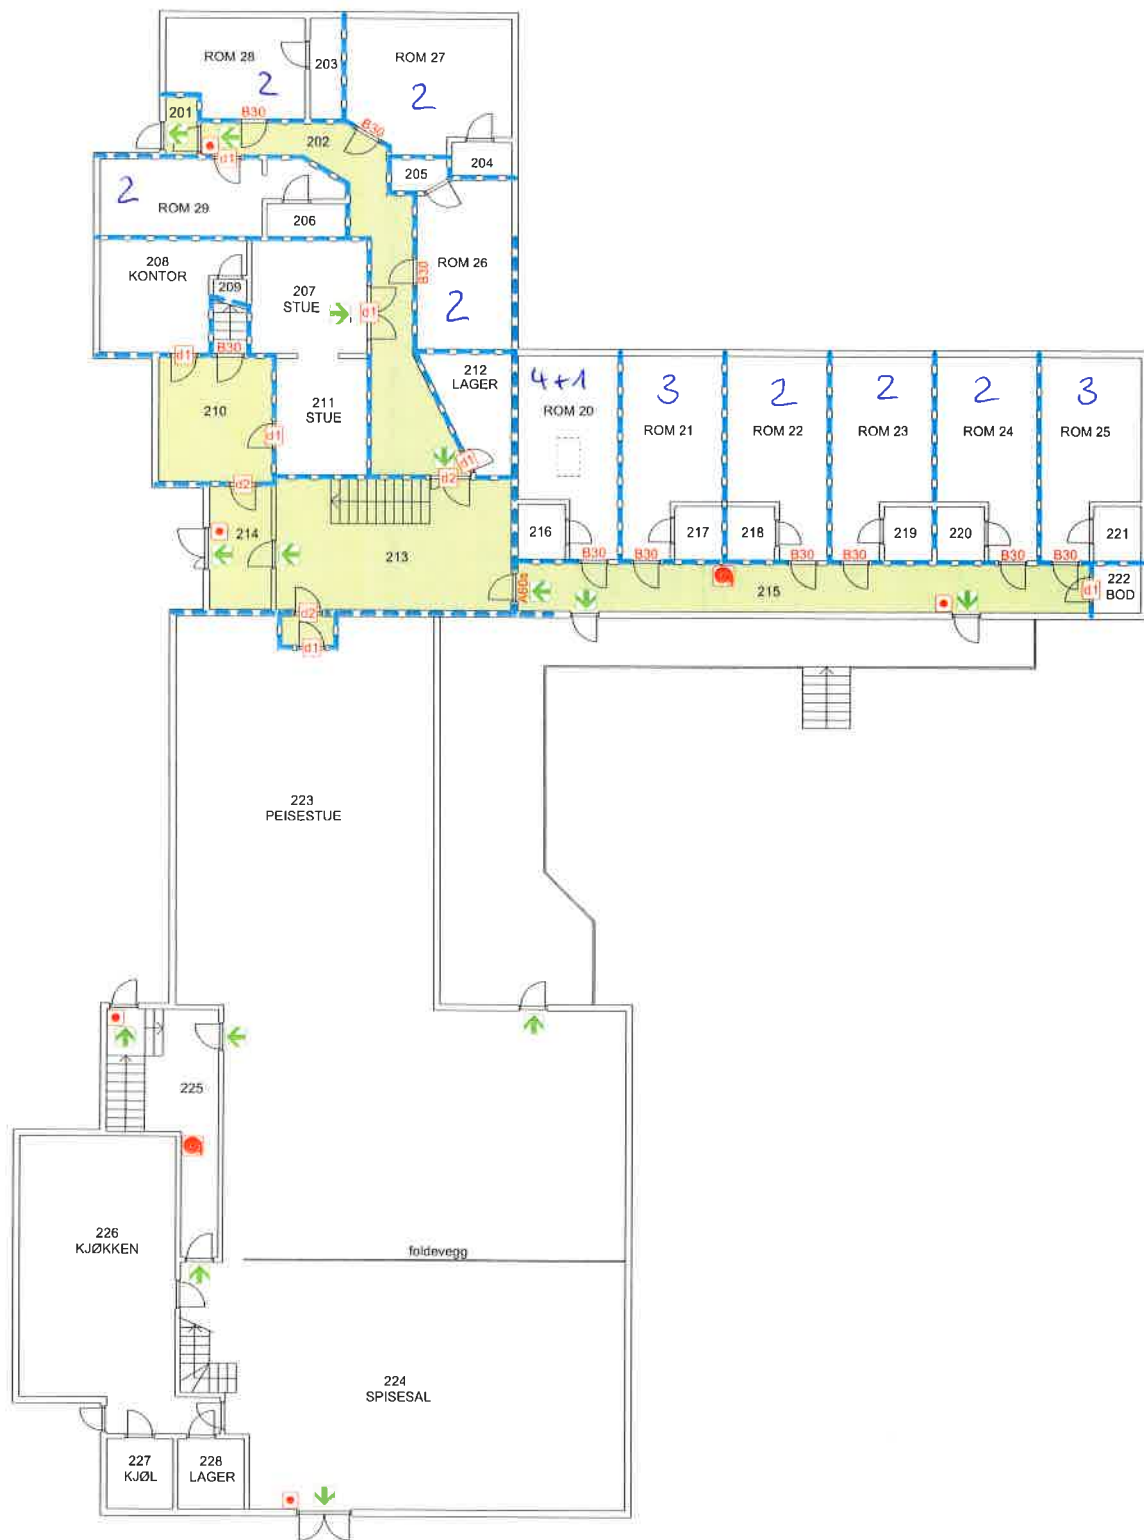 ROM 28
203
ROM 27
2
2
201
B30
B30
202
d1
204
205
2
ROM 29
206
208
KONTOR
209
207
STUE
d1
ROM 26
B30
2
d1
B30
212
LAGER
4+1
ROM 20
3
ROM 21
2
ROM 22
2
ROM 23
2
ROM 24
3
ROM 25
210
d1
211
STUE
d1
d2
d2
214
213
216
217
218
219
220
221
B30
B30
B30
B30
B30
B30
A60a
215
d1
222
BOD
d2
d1
223
PEISESTUE
225
226
KJØKKEN
foldevegg
224
SPISESAL
227
KJØL
228
LAGER